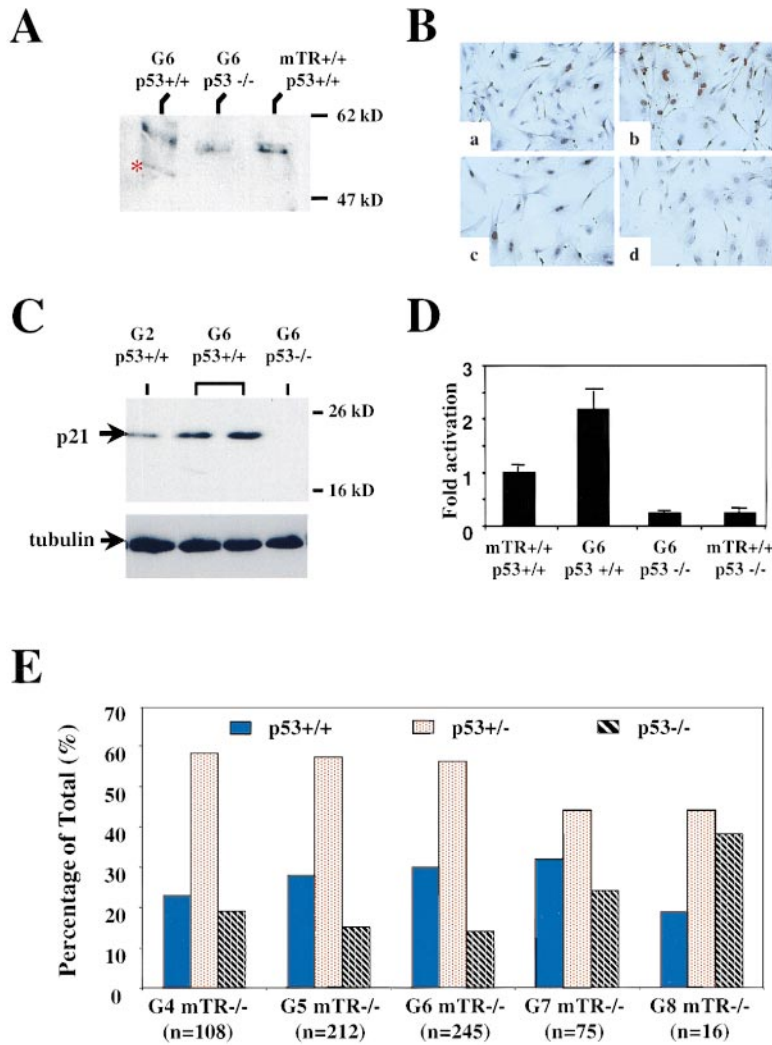 A
G6 G6 mTR+/+
p53+/+ p53 -/- p53+/+
62 kD
*
47 kD
B
a
b
c
d
C
G2 G6 G6
p53+/+ p53+/+ p53-/-
26 kD
p21
16 kD
tubulin
D
Fold activation
3
2
1
0
mTR+/+ G6 G6 mTR+/+
p53+/+ p53 +/+ p53 -/- p53 -/-
E
Percentage of Total (%)
70
60
50
40
30
20
10
0
p53+/+ p53+/- p53-/-
G4 mTR-/- G5 mTR-/- G6 mTR-/- G7 mTR-/- G8 mTR-/-
(n=108) (n=212) (n=245) (n=75) (n=16)